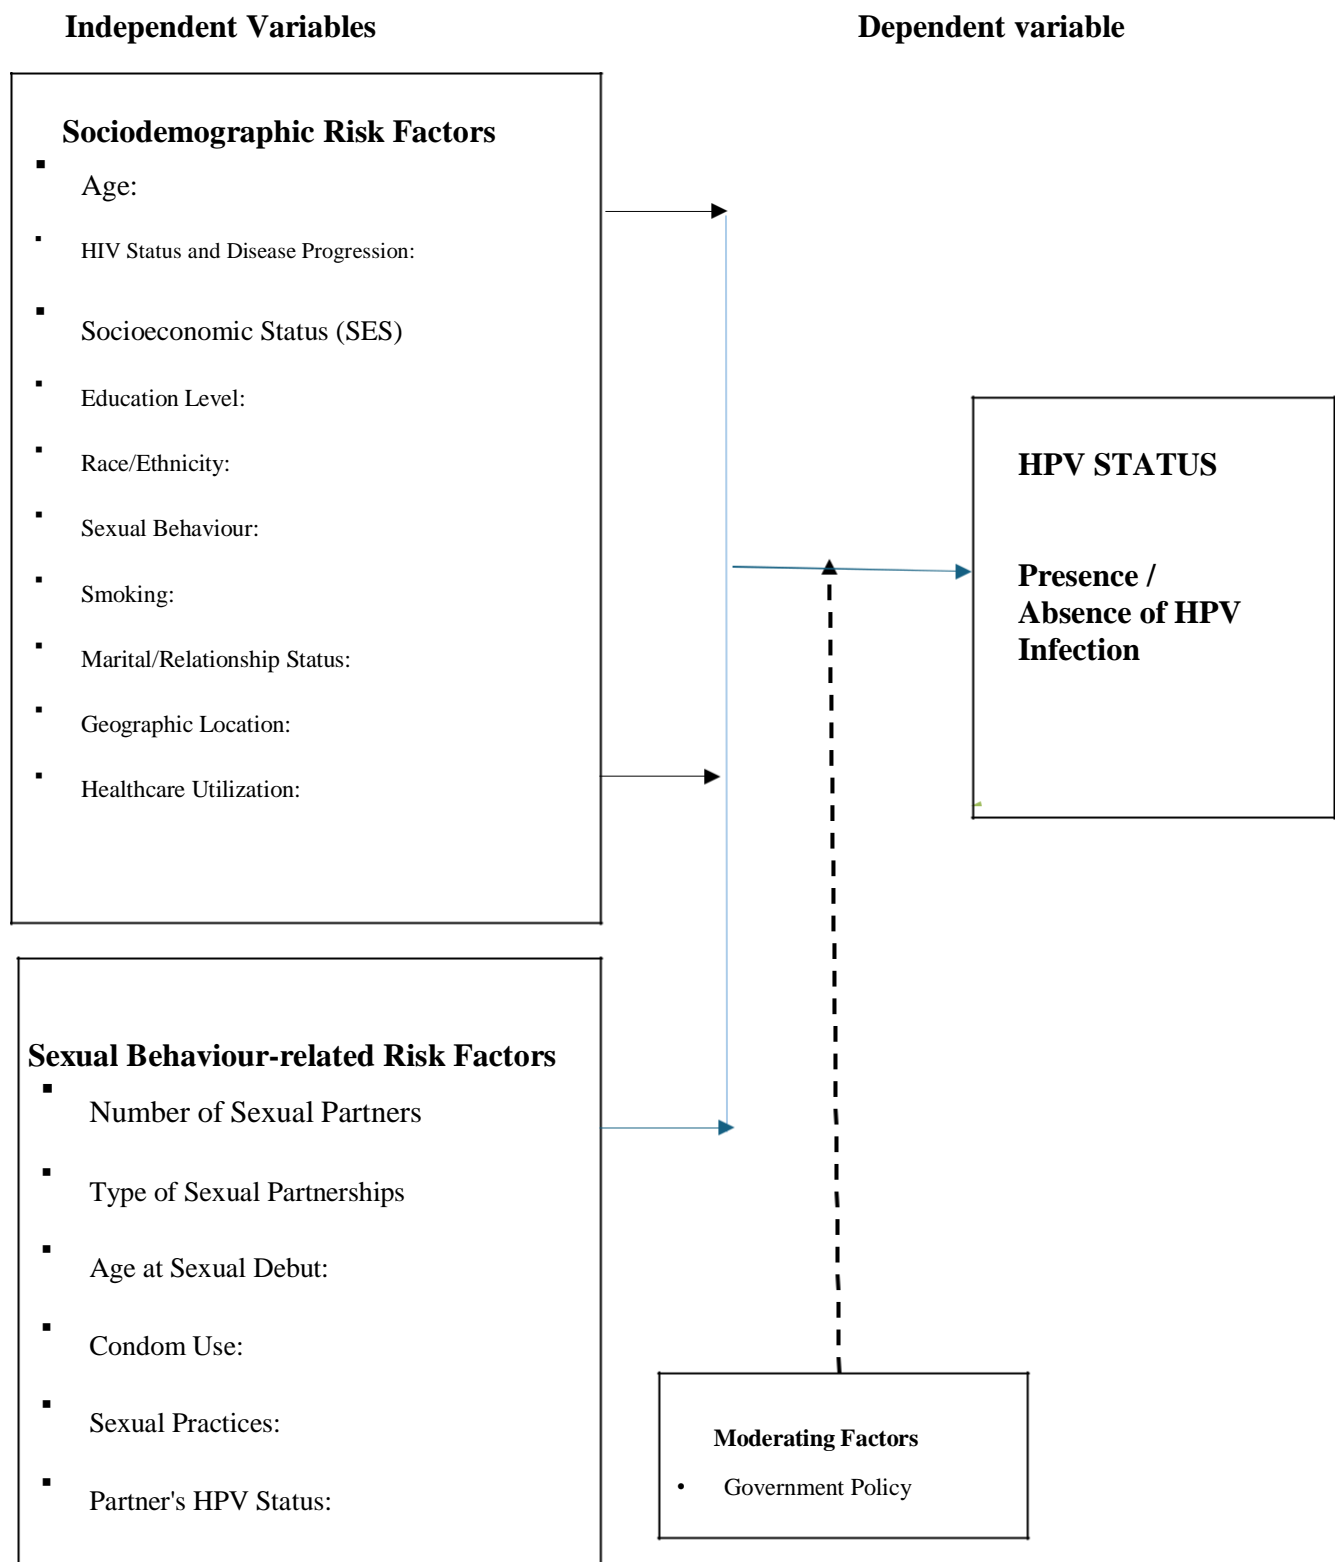 Independent Variables
Dependent variable
Sociodemographic Risk Factors
▪ Age:
▪ HIV Status and Disease Progression:
▪ Socioeconomic Status (SES)
▪ Education Level:
▪ Race/Ethnicity:
▪ Sexual Behaviour:
▪ Smoking:
▪ Marital/Relationship Status:
▪ Geographic Location:
▪ Healthcare Utilization:
HPV STATUS
Presence /
Absence of HPV
Infection
Sexual Behaviour-related Risk Factors
▪ Number of Sexual Partners
▪ Type of Sexual Partnerships
▪ Age at Sexual Debut:
▪ Condom Use:
▪ Sexual Practices:
▪ Partner's HPV Status:
Moderating Factors
• Government Policy